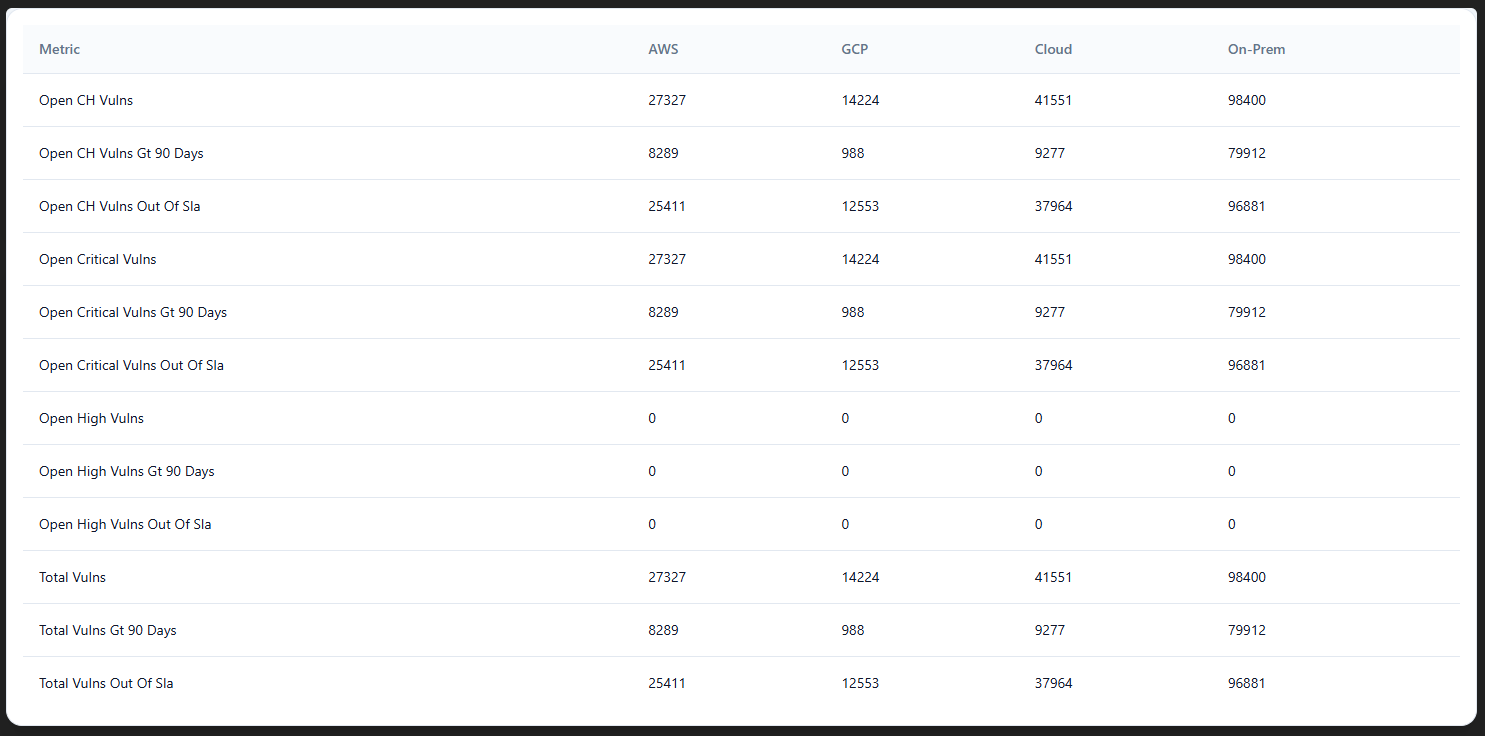 Metric AWS GCP Cloud On-Prem
Open CH Vulns 27327 14224 41551 98400
Open CH Vulns Gt 90 Days 8289 988 9277 79912
Open CH Vulns Out Of Sla 25411 12553 37964 96881
Open Critical Vulns 27327 14224 41551 98400
Open Critical Vulns Gt 90 Days 8289 988 9277 79912
Open Critical Vulns Out Of Sla 25411 12553 37964 96881
Open High Vulns 0 0 0 0
Open High Vulns Gt 90 Days 0 0 0 0
Open High Vulns Out Of Sla 0 0 0 0
Total Vulns 27327 14224 41551 98400
Total Vulns Gt 90 Days 8289 988 9277 79912
Total Vulns Out Of Sla 25411 12553 37964 96881